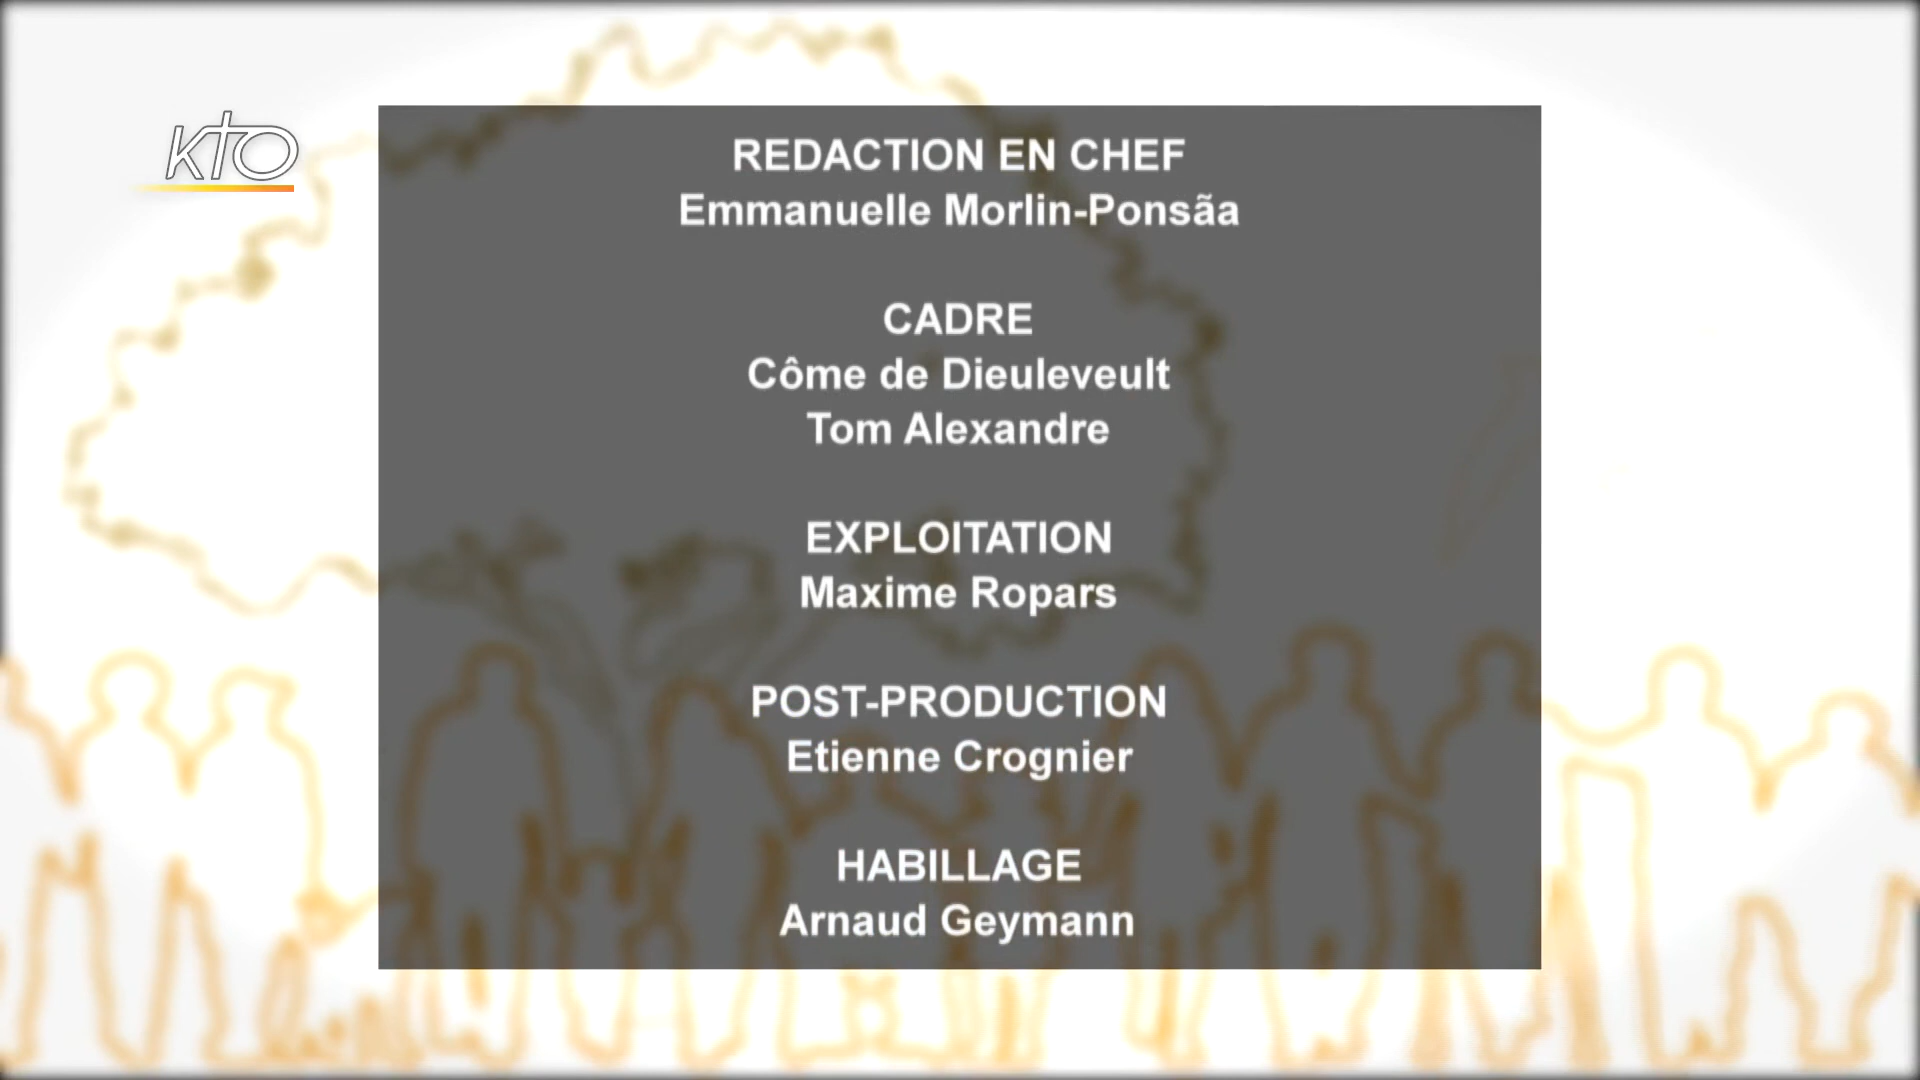 KTO
REDACTION EN CHEF
Emmanuelle Morlin-Ponsãa
CADRE
Côme de Dieuleveult
Tom Alexandre
EXPLOITATION
Maxime Ropars
POST-PRODUCTION
Etienne Crognier
HABILLAGE
Arnaud Geymann